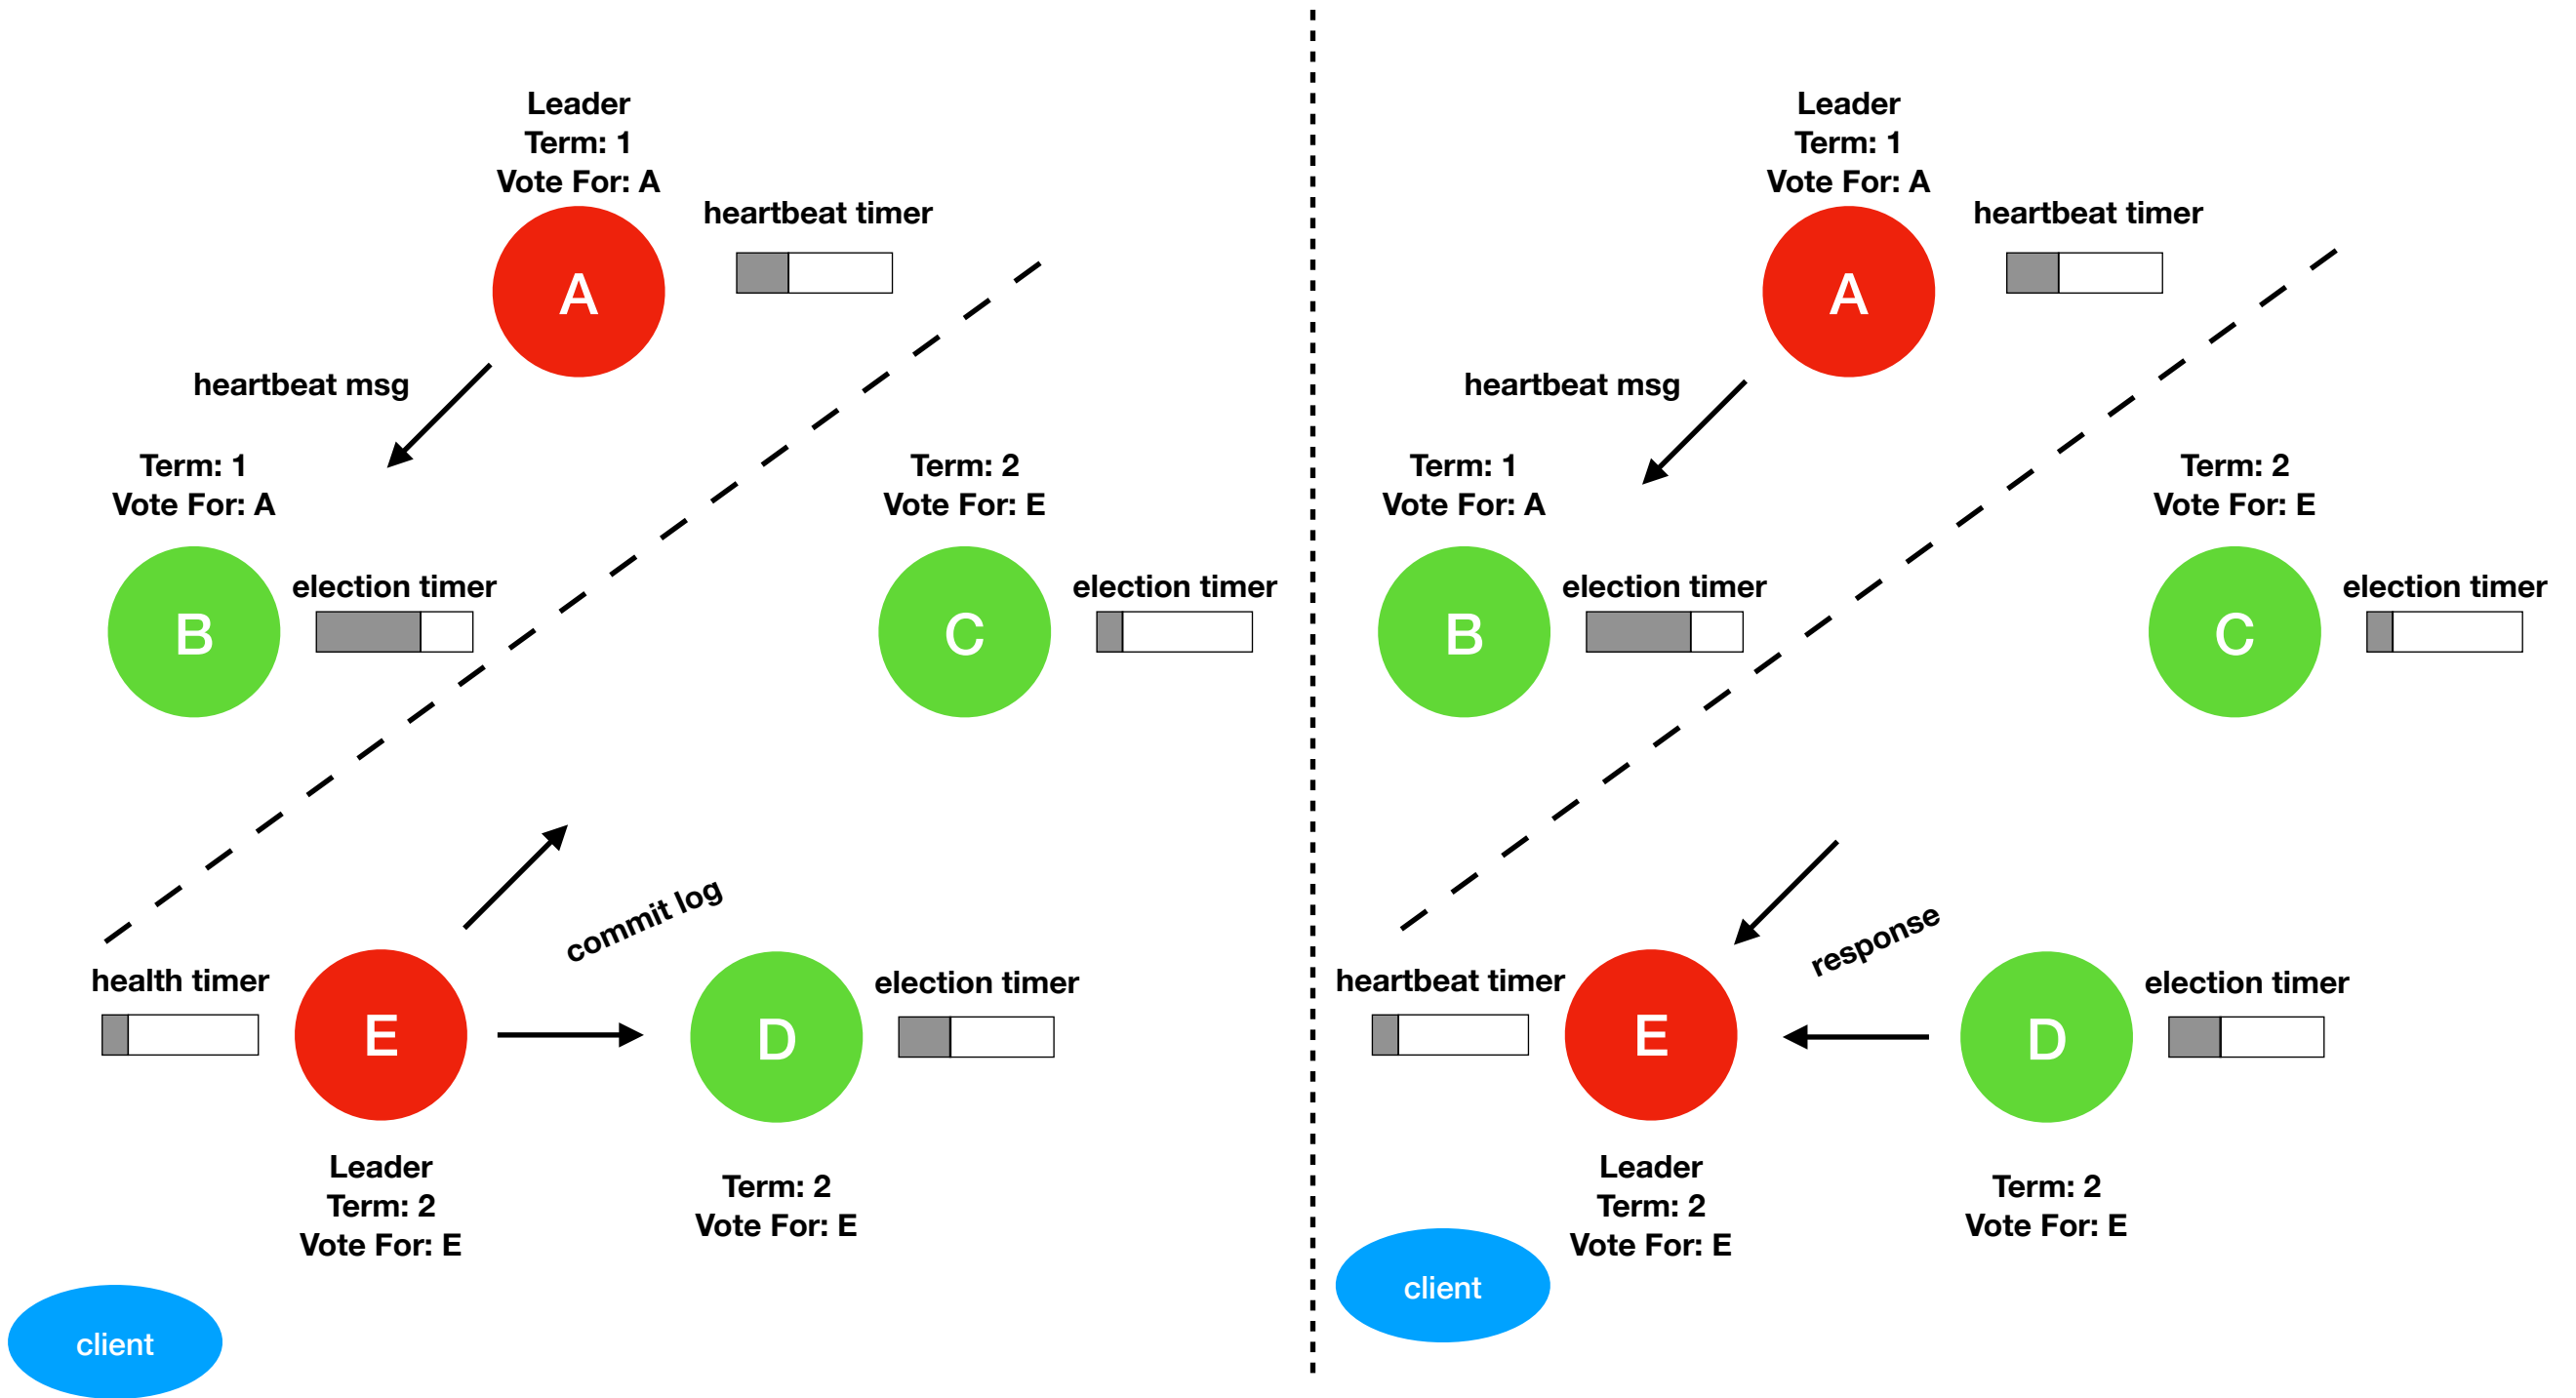 Leader
Term: 1
Vote For: A
A
heartbeat timer
heartbeat msg
Term: 1
Vote For: A
B
election timer
Term: 2
Vote For: E
C
election timer
commit log
health timer
E
Leader
Term: 2
Vote For: E
D
election timer
Term: 2
Vote For: E
client
Leader
Term: 1
Vote For: A
A
heartbeat timer
heartbeat msg
Term: 1
Vote For: A
B
election timer
Term: 2
Vote For: E
C
election timer
response
heartbeat timer
E
Leader
Term: 2
Vote For: E
D
election timer
Term: 2
Vote For: E
client